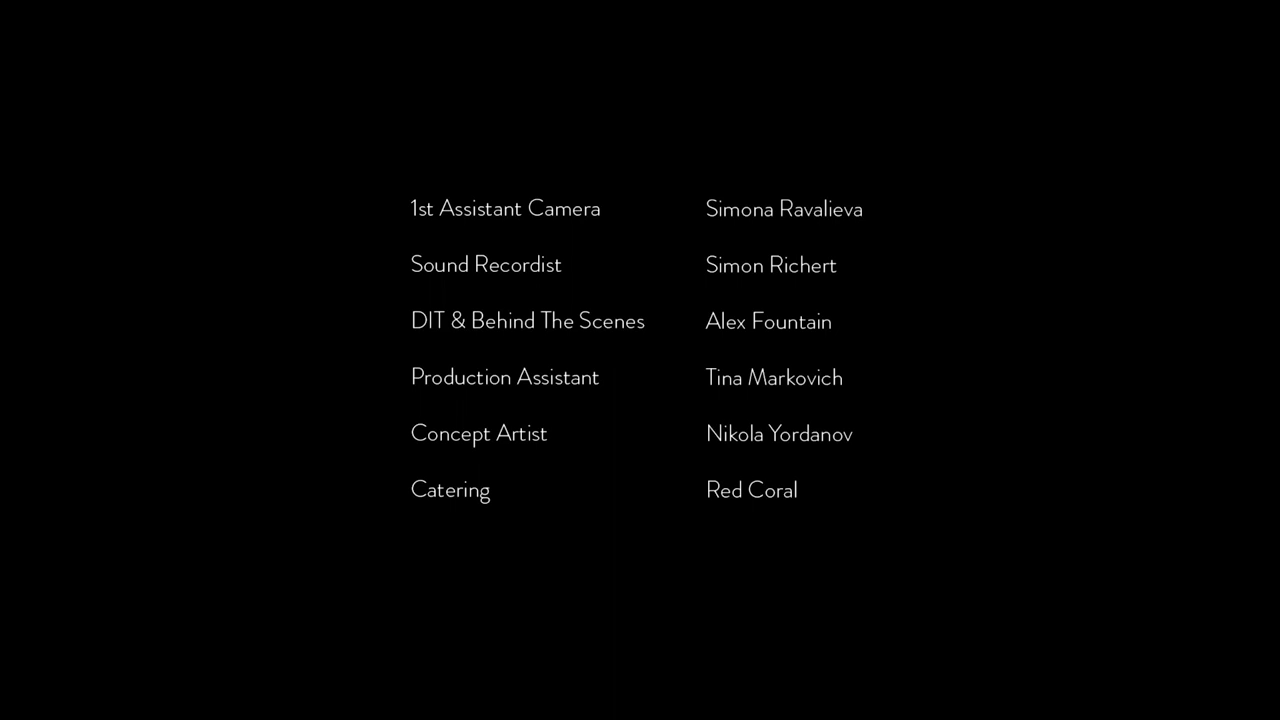 1st Assistant Camera Simona Ravalieva
Sound Recordist Simon Richert
DIT & Behind The Scenes Alex Fountain
Production Assistant Tina Markovich
Concept Artist Nikola Yordanov
Catering Red Coral